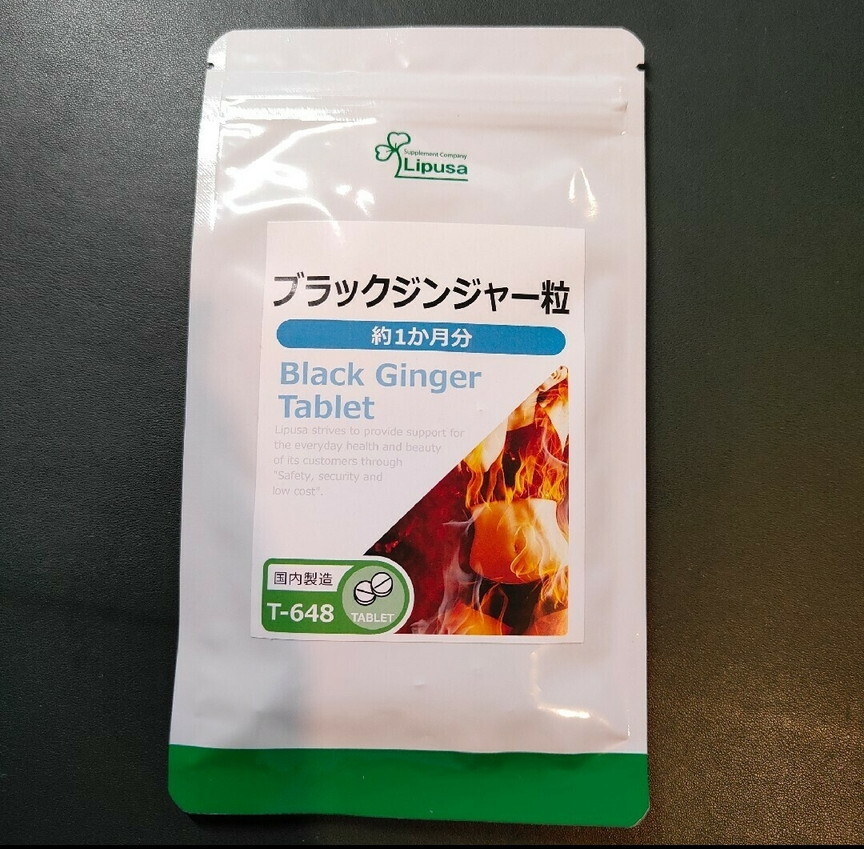 Supplement Company
Lipusa
ブラックジンジャー粒
約1か月分
Black Ginger
Tablet
Lipusa strives to provide support for
the everyday health and beauty
of its customers through
"Safety, security and
low cost".
国内製造
T-648
TABLET